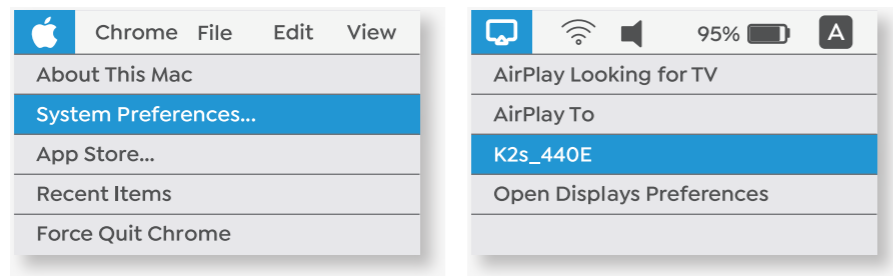 Chrome File Edit View
About This Mac
System Preferences...
App Store...
Recent Items
Force Quit Chrome
95% A
AirPlay Looking for TV
AirPlay To
K2s_440E
Open Displays Preferences